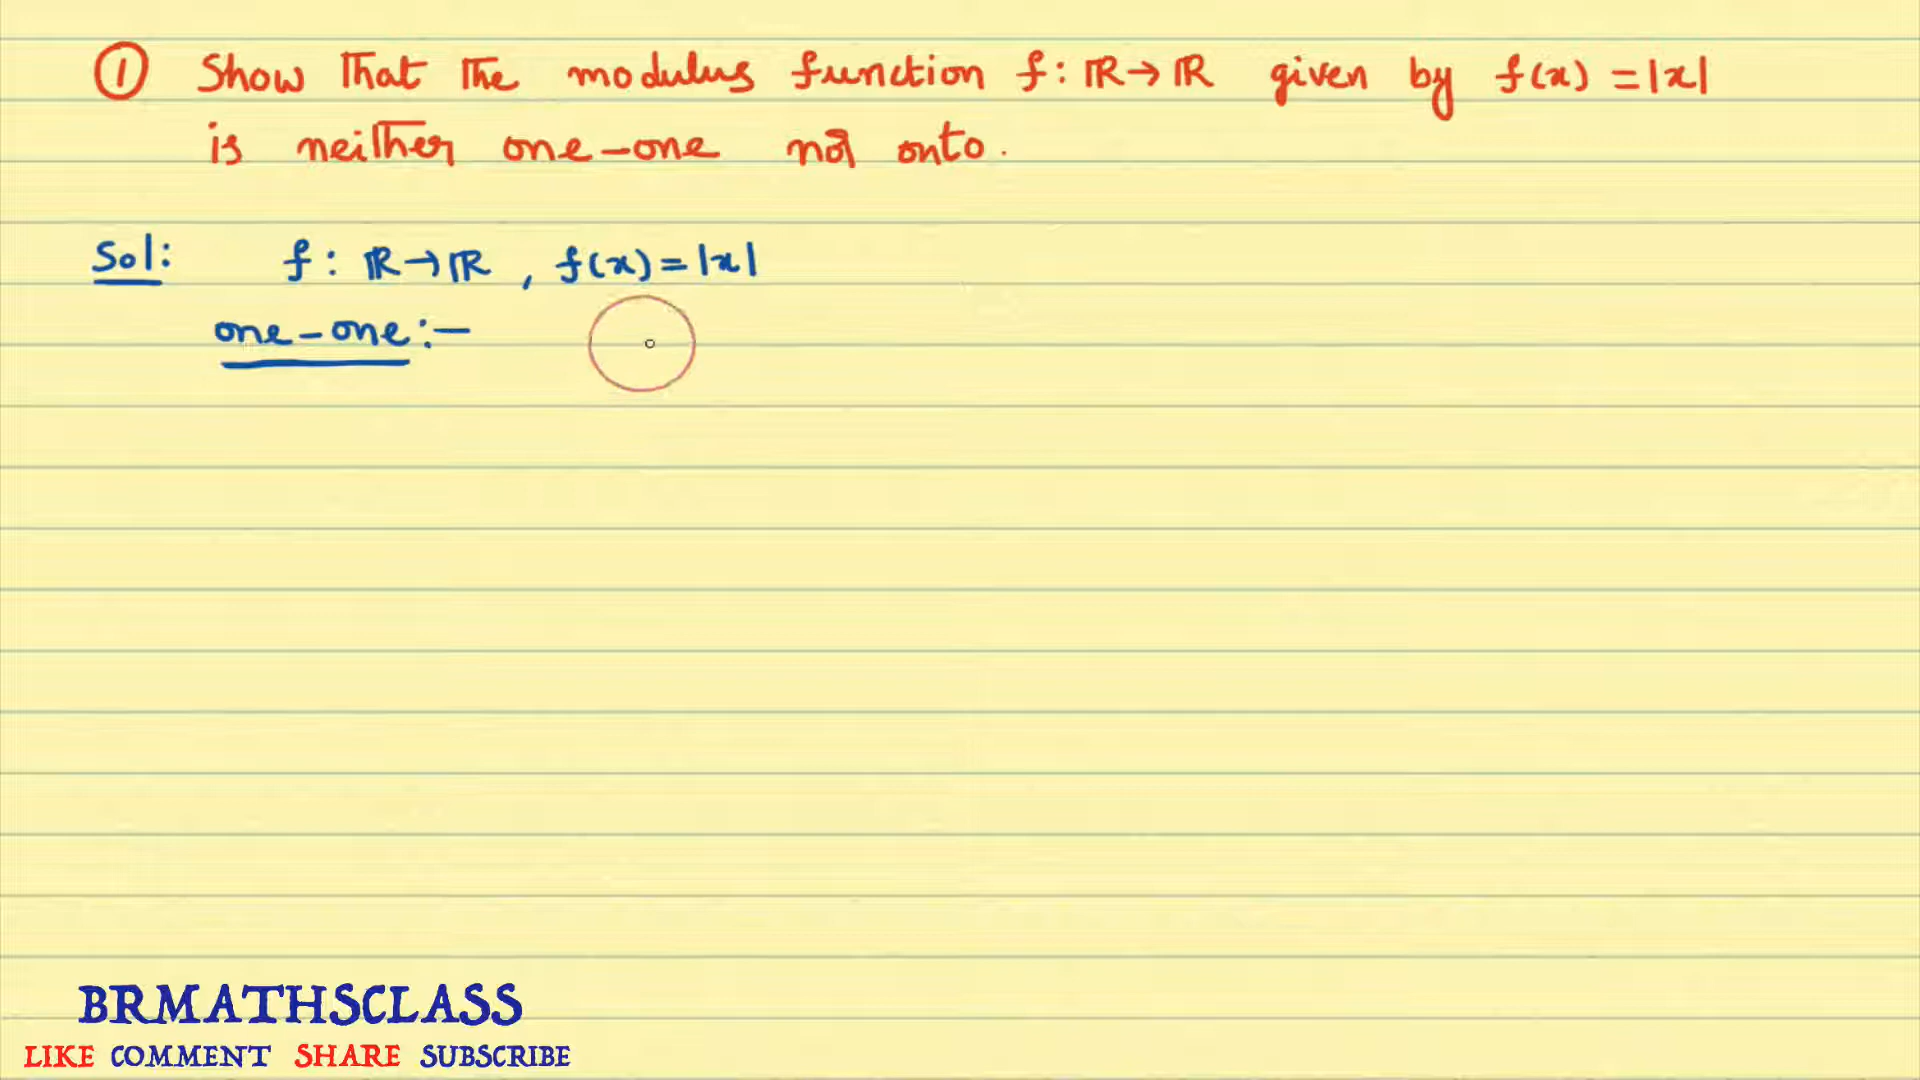 ① Show that the modulus function f: ℝ→ℝ given by f(x) = |x|
is neither one-one nor onto.
Sol: f: ℝ→ℝ, f(x) = |x|
one-one:-
BRMATHSCLASS
LIKE COMMENT SHARE SUBSCRIBE